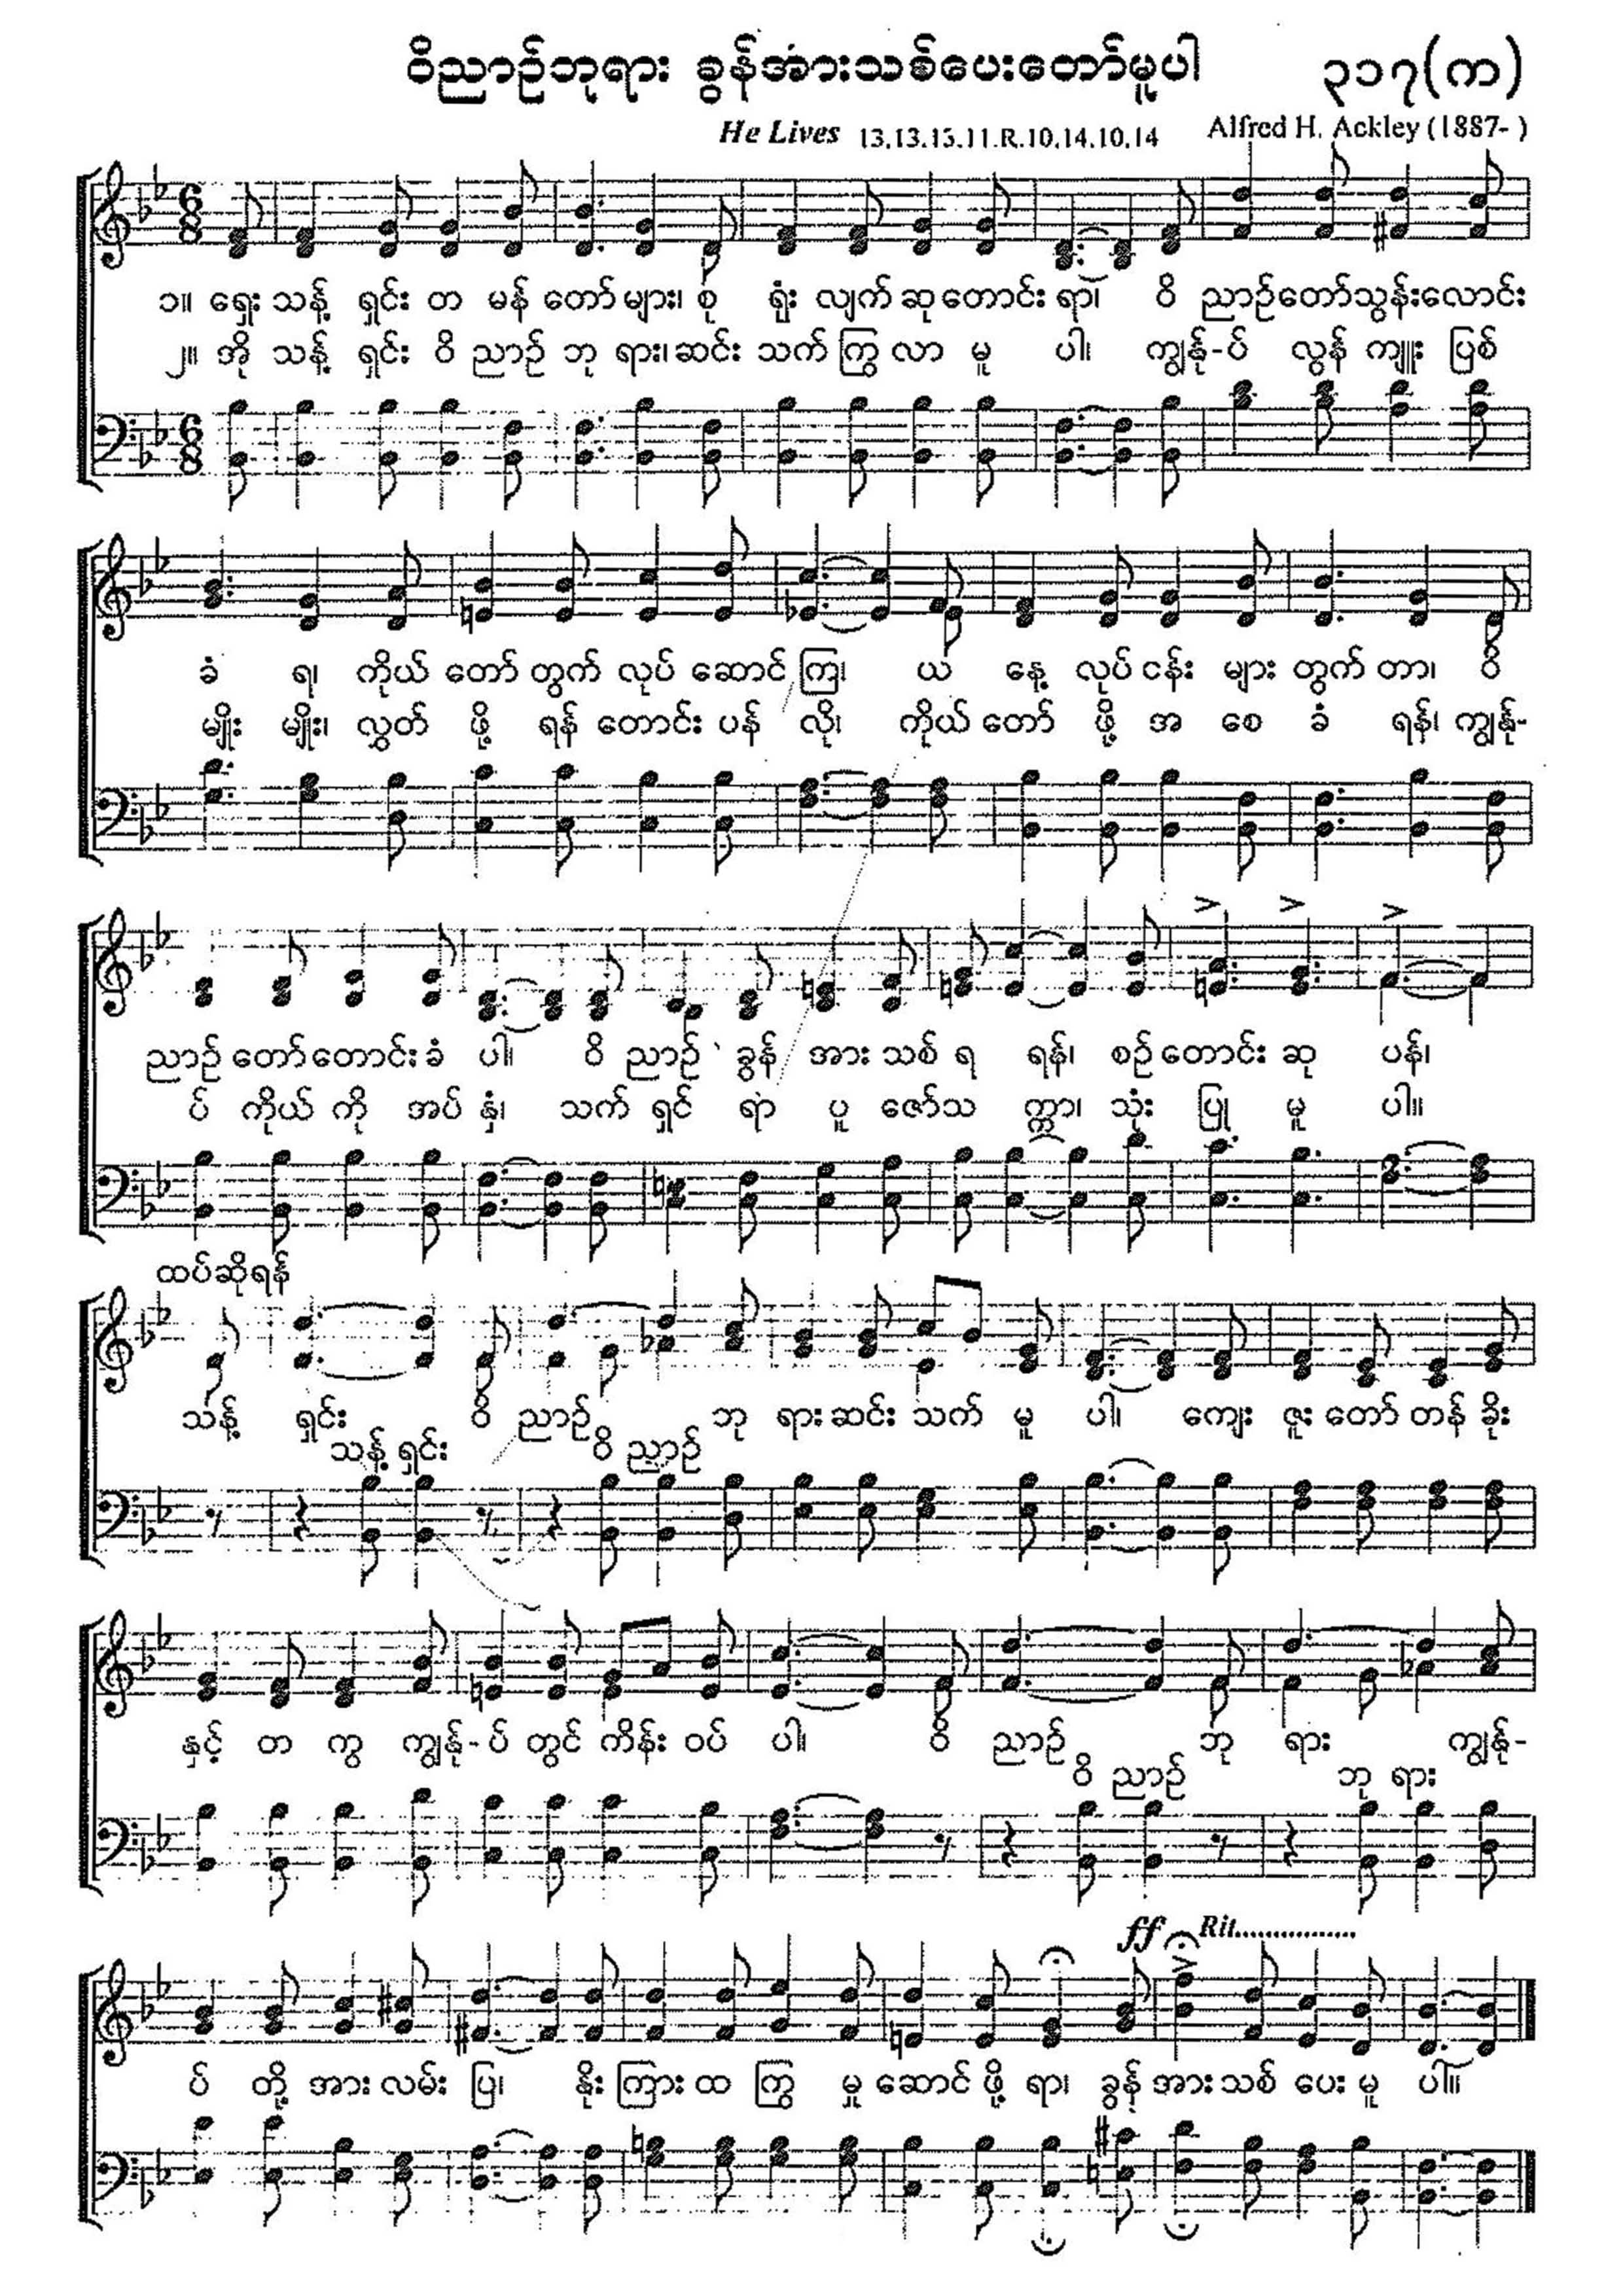 ဝိညာဉ်ဘုရား ခွန်အားသစ်ပေးတော်မူပါ ၃၁၇(က)
He Lives 13.13.15.11.R.10.14.10.14 Alfred H. Ackley (1887- )
၁။ ရှေး သန့် ရှင်း တ မန် တော် များ၊ စု ရုံး လျက် ဆု တောင်း ရာ၊ ဝိ ညာဉ် တော် သွန်း လောင်း
၂။ အို သန့် ရှင်း ဝိ ညာဉ် ဘု ရား၊ ဆင်း သက် ကြွ လာ မူ ပါ၊ ကျွန်ုပ် လွန် ကျူး ပြစ်
ခံ ရ၊ ကိုယ် တော် တွက် လုပ် ဆောင် ကြ၊ ယ နေ့ လုပ် ငန်း များ တွက် တာ၊ ဝိ
မျိုး မျိုး၊ လွှတ် ဖို့ ရန် တောင်း ပန် လို၊ ကိုယ် တော် ဖို့ အ စေ ခံ ရန်၊ ကျွန်ု-
ညာဉ် တော် တောင်း ခံ ပါ။ ဝိ ညာဉ် ခွန် အား သစ် ရ ရန်၊ စဉ် တောင်း ဆု ပန်၊
ပ် ကိုယ် ကို အပ် နှံ၊ သက် ရှင် ရာ ပူ ဇော် သ က္ကာ၊ သုံး ပြု မူ ပါ။
ထပ်ဆိုရန်
သန့် ရှင်း ဝိ ညာဉ် ဘု ရား ဆင်း သက် မူ ပါ၊ ကျေး ဇူး တော် တန် ခိုး
သန့် ရှင်း ဝိ ညာဉ်
နှင့် တ ကွ ကျွန်ု-ပ် တွင် ကိန်း ဝပ် ပါ၊ ဝိ ညာဉ် ဘု ရား ကျွန်ု-
ဝိ ညာဉ် ဘု ရား
ff Rit................
ပ် တို့ အား လမ်း ပြ၊ နိုး ကြား ထ ကြွ မှု ဆောင် ဖို့ ရာ၊ ခွန် အား သစ် ပေး မူ ပါ။